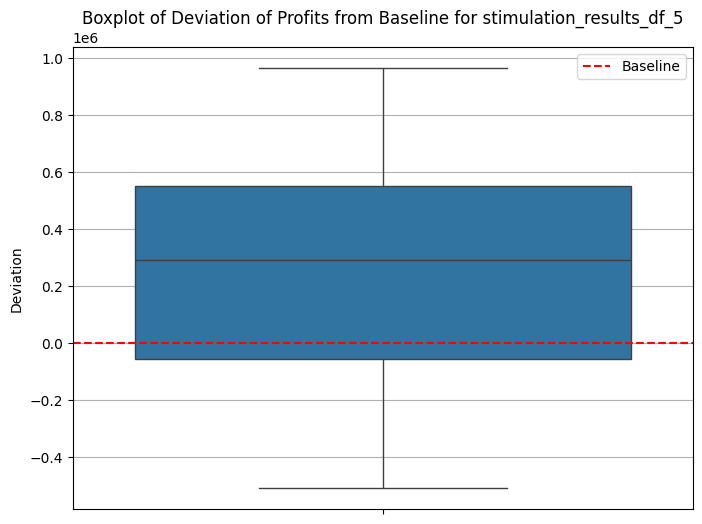 Boxplot of Deviation of Profits from Baseline for stimulation_results_df_5
1e6
Baseline
1.0
0.8
0.6
0.4
0.2
0.0
−0.2
−0.4
Deviation